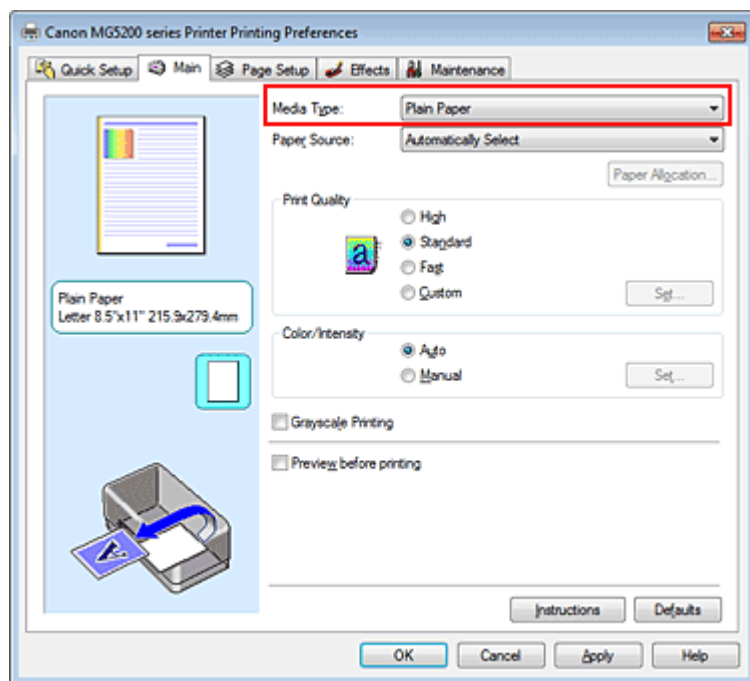 Canon MG5200 series Printer Printing Preferences
Quick Setup Main Page Setup Effects Maintenance
Media Type: Plain Paper
Paper Source: Automatically Select
Paper Allocation...
Print Quality
High
a
Standard
Fast
Custom Set...
Plain Paper
Letter 8.5"x11" 215.9x279.4mm
Color/Intensity
Auto
Manual Set...
Grayscale Printing
Preview before printing
A
Instructions Defaults
OK Cancel Apply Help